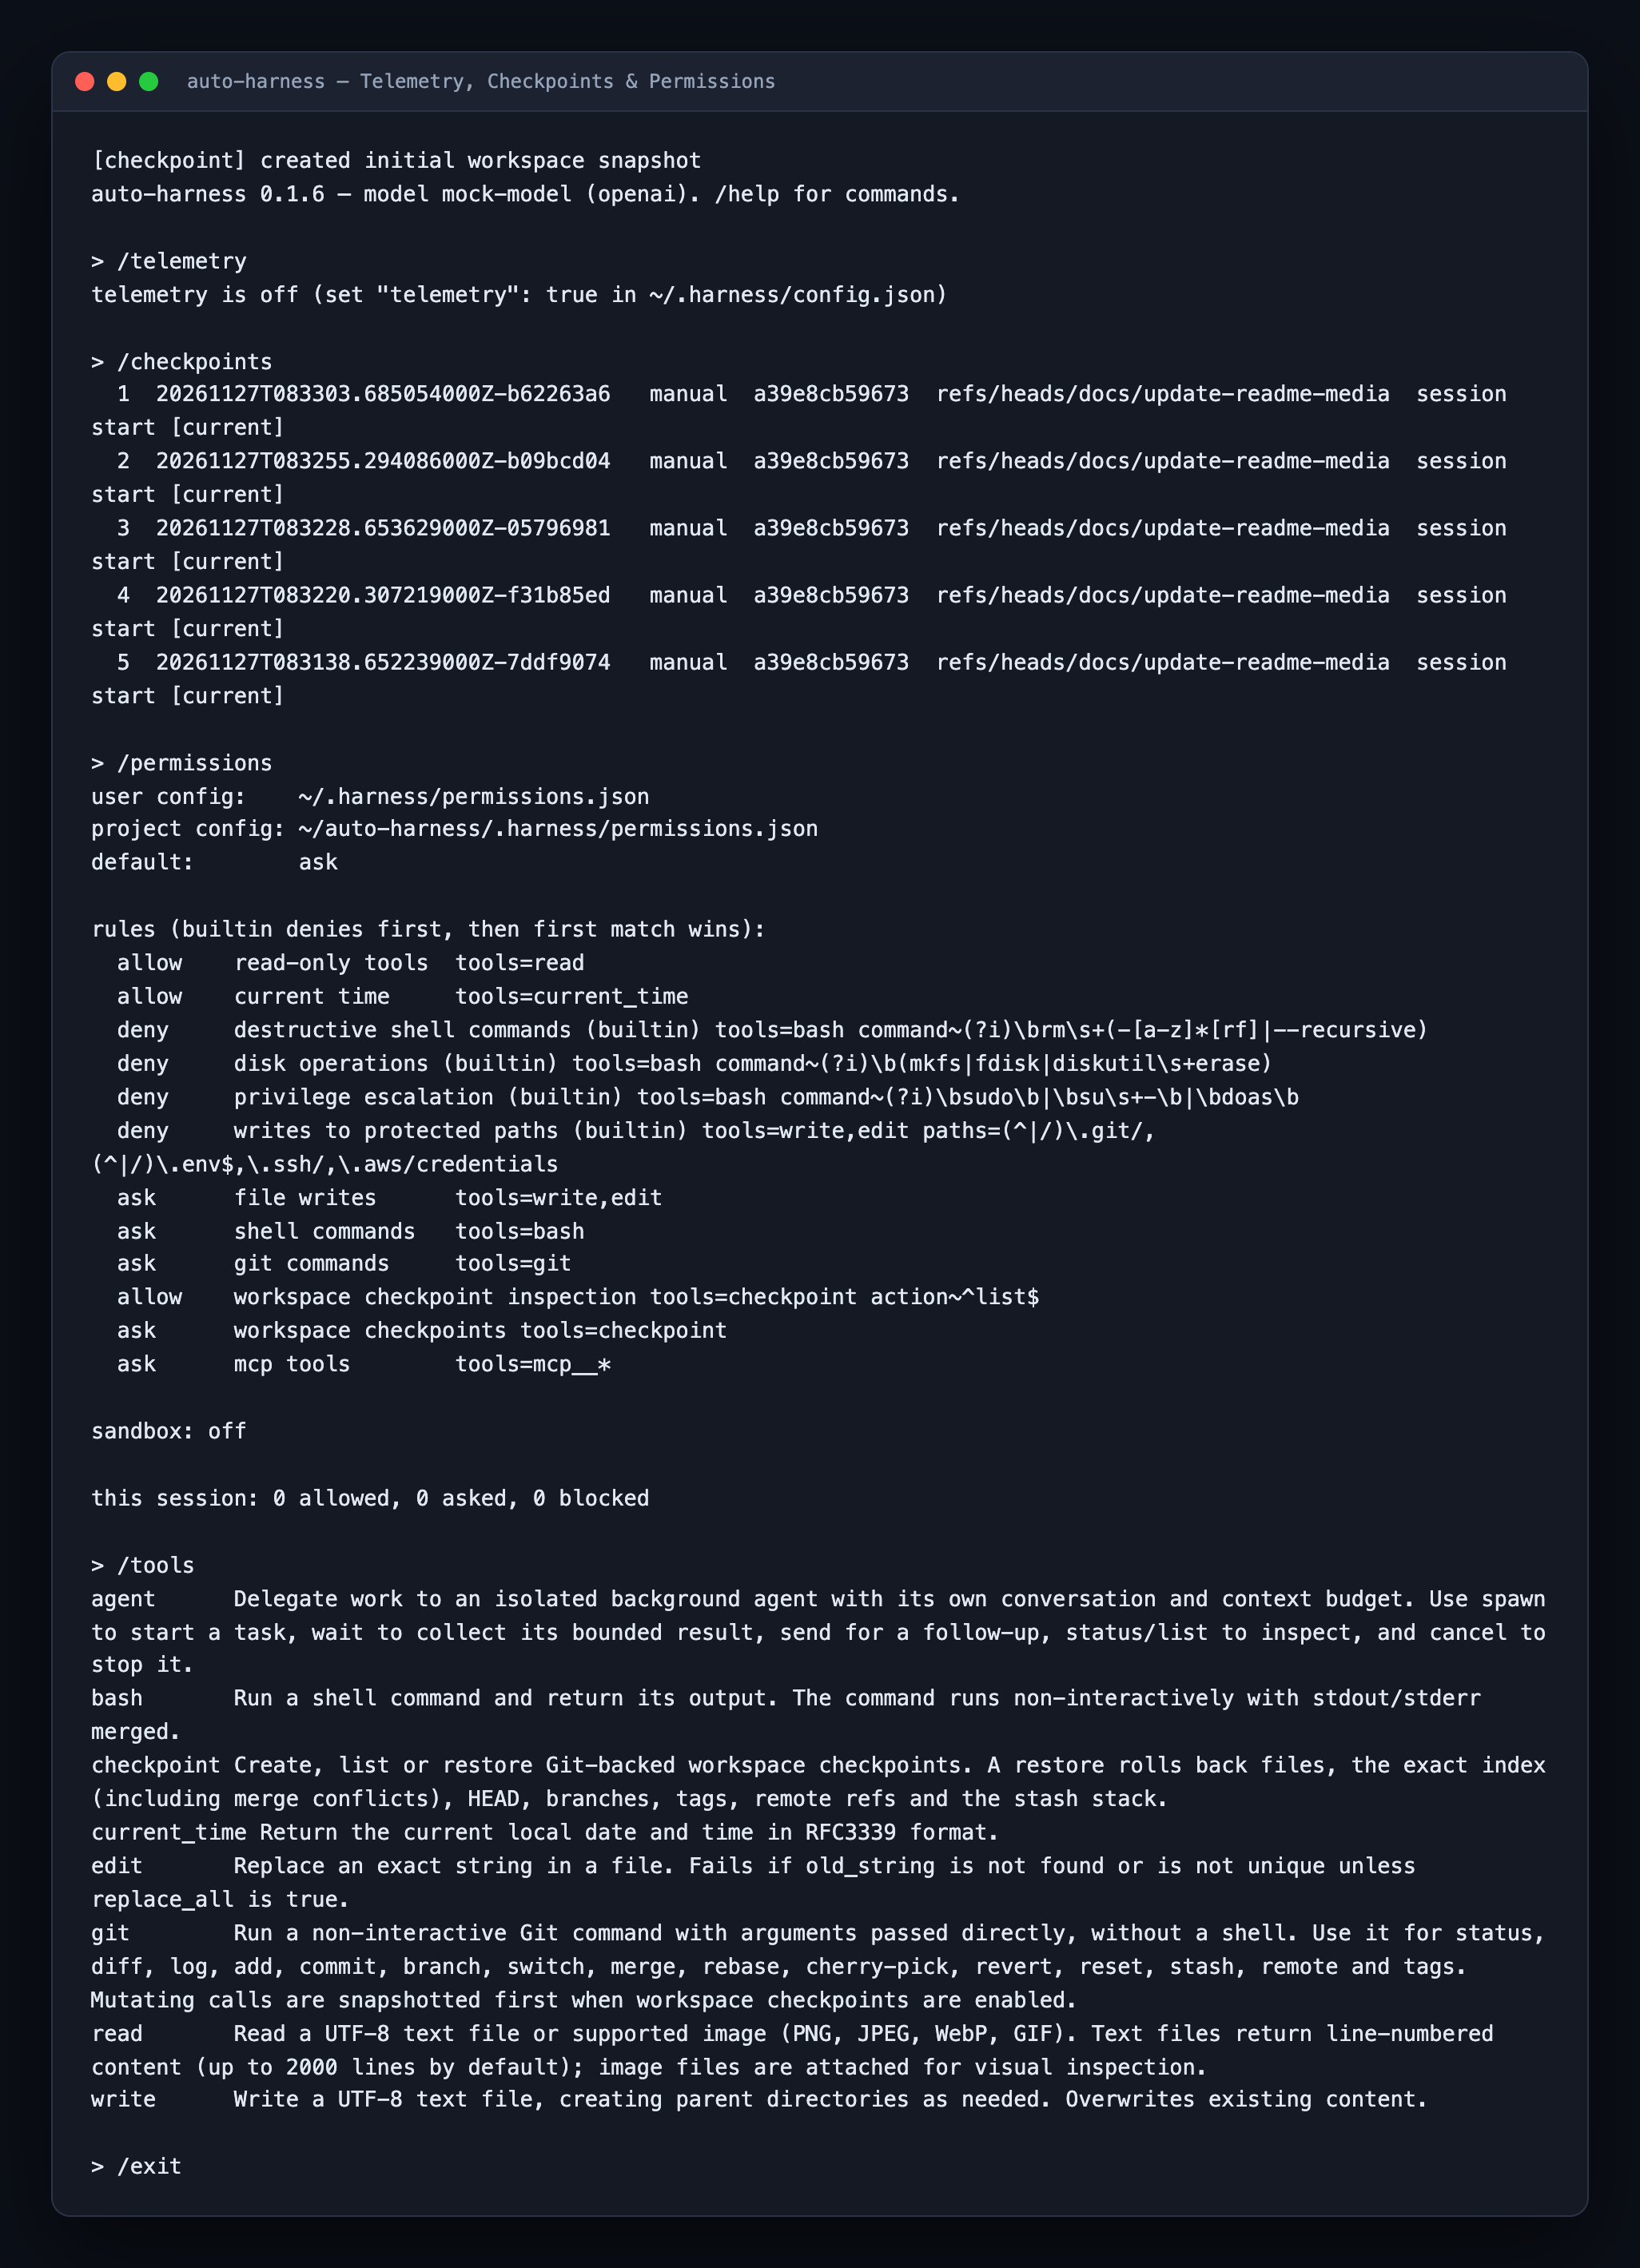 auto-harness — Telemetry, Checkpoints & Permissions
[checkpoint] created initial workspace snapshot
auto-harness 0.1.6 — model mock-model (openai). /help for commands.
> /telemetry
telemetry is off (set "telemetry": true in ~/.harness/config.json)
> /checkpoints
  1  20261127T083303.685054000Z-b62263a6   manual  a39e8cb59673  refs/heads/docs/update-readme-media  session
start [current]
  2  20261127T083255.294086000Z-b09bcd04   manual  a39e8cb59673  refs/heads/docs/update-readme-media  session
start [current]
  3  20261127T083228.653629000Z-05796981   manual  a39e8cb59673  refs/heads/docs/update-readme-media  session
start [current]
  4  20261127T083220.307219000Z-f31b85ed   manual  a39e8cb59673  refs/heads/docs/update-readme-media  session
start [current]
  5  20261127T083138.652239000Z-7ddf9074   manual  a39e8cb59673  refs/heads/docs/update-readme-media  session
start [current]
> /permissions
user config:    ~/.harness/permissions.json
project config: ~/auto-harness/.harness/permissions.json
default:        ask
rules (builtin denies first, then first match wins):
  allow    read-only tools  tools=read
  allow    current time     tools=current_time
  deny     destructive shell commands (builtin) tools=bash command~(?i)\brm\s+(-[a-z]*[rf]|--recursive)
  deny     disk operations (builtin) tools=bash command~(?i)\b(mkfs|fdisk|diskutil\s+erase)
  deny     privilege escalation (builtin) tools=bash command~(?i)\bsudo\b|\bsu\s+-\b|\bdoas\b
  deny     writes to protected paths (builtin) tools=write,edit paths=(^|/)\.git/,
(^|/)\.env$,\.ssh/,\.aws/credentials
  ask      file writes      tools=write,edit
  ask      shell commands   tools=bash
  ask      git commands     tools=git
  allow    workspace checkpoint inspection tools=checkpoint action~^list$
  ask      workspace checkpoints tools=checkpoint
  ask      mcp tools        tools=mcp__*
sandbox: off
this session: 0 allowed, 0 asked, 0 blocked
> /tools
agent      Delegate work to an isolated background agent with its own conversation and context budget. Use spawn
to start a task, wait to collect its bounded result, send for a follow-up, status/list to inspect, and cancel to
stop it.
bash       Run a shell command and return its output. The command runs non-interactively with stdout/stderr
merged.
checkpoint Create, list or restore Git-backed workspace checkpoints. A restore rolls back files, the exact index
(including merge conflicts), HEAD, branches, tags, remote refs and the stash stack.
current_time Return the current local date and time in RFC3339 format.
edit       Replace an exact string in a file. Fails if old_string is not found or is not unique unless
replace_all is true.
git        Run a non-interactive Git command with arguments passed directly, without a shell. Use it for status,
diff, log, add, commit, branch, switch, merge, rebase, cherry-pick, revert, reset, stash, remote and tags.
Mutating calls are snapshotted first when workspace checkpoints are enabled.
read       Read a UTF-8 text file or supported image (PNG, JPEG, WebP, GIF). Text files return line-numbered
content (up to 2000 lines by default); image files are attached for visual inspection.
write      Write a UTF-8 text file, creating parent directories as needed. Overwrites existing content.
> /exit